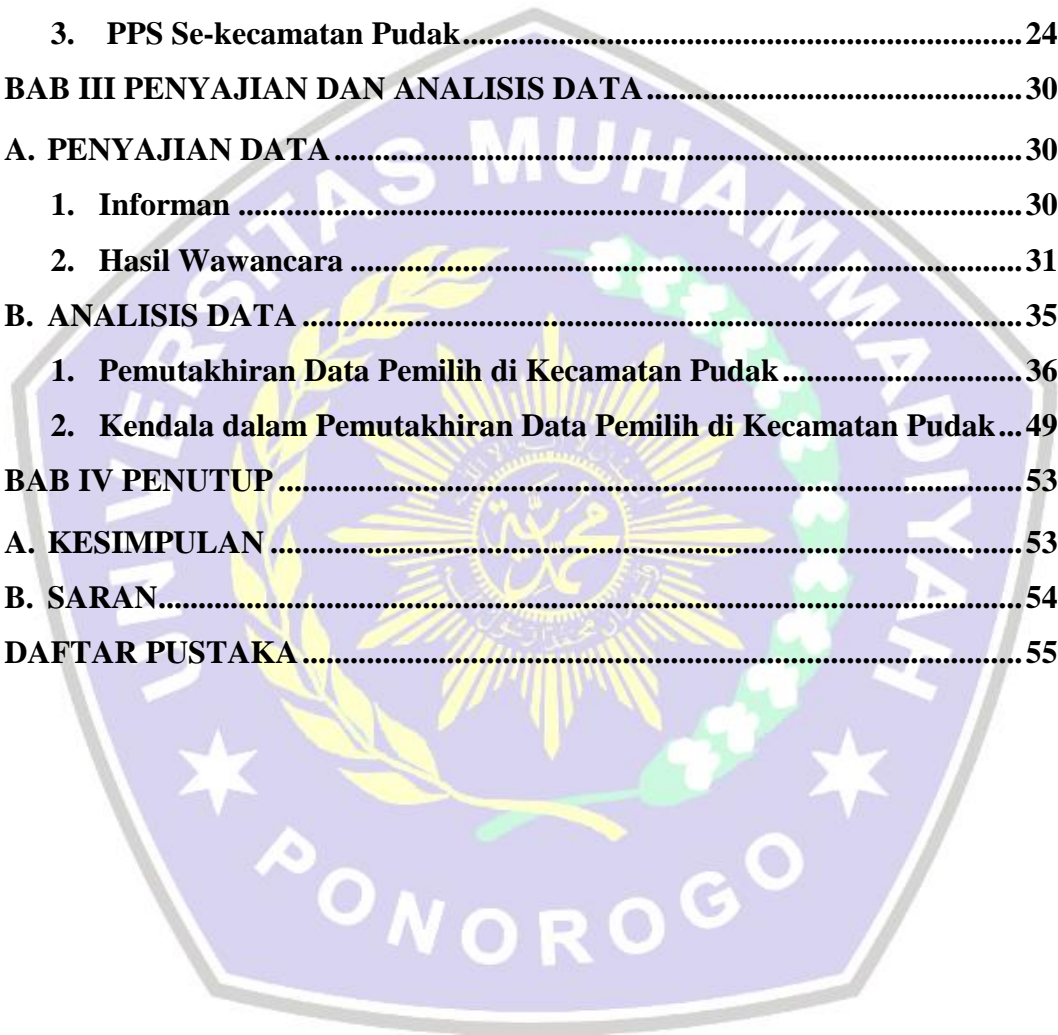 3. PPS Se-kecamatan Pudak........................................................................24
BAB III PENYAJIAN DAN ANALISIS DATA................................................30
A. PENYAJIAN DATA........................................................................................30
1. Informan....................................................................................................30
2. Hasil Wawancara......................................................................................31
B. ANALISIS DATA............................................................................................35
1. Pemutakhiran Data Pemilih di Kecamatan Pudak..............................36
2. Kendala dalam Pemutakhiran Data Pemilih di Kecamatan Pudak...49
BAB IV PENUTUP...............................................................................................53
A. KESIMPULAN.................................................................................................53
B. SARAN..............................................................................................................54
DAFTAR PUSTAKA............................................................................................55
UNIVERSITAS MUHAMMADIYAH
PONOROGO